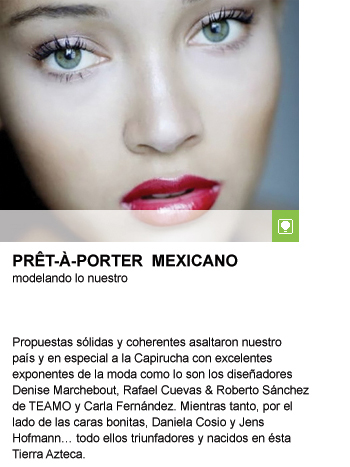 PRÊT-À-PORTER MEXICANO
modelando lo nuestro
Propuestas sólidas y coherentes asaltaron nuestro
país y en especial a la Capirucha con excelentes
exponentes de la moda como lo son los diseñadores
Denise Marchebout, Rafael Cuevas & Roberto Sánchez
de TEAMO y Carla Fernández. Mientras tanto, por el
lado de las caras bonitas, Daniela Cosio y Jens
Hofmann… todo ellos triunfadores y nacidos en ésta
Tierra Azteca.